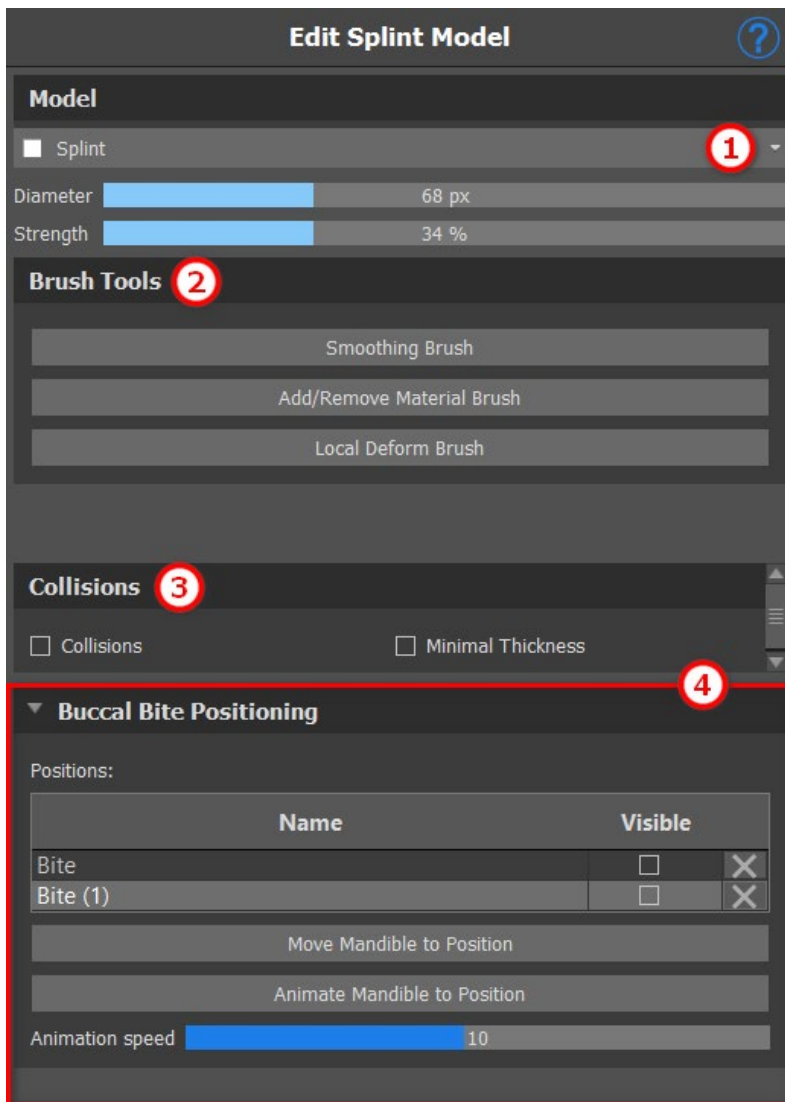 Edit Splint Model ?
Model
Splint 1
Diameter 68 px
Strength 34 %
Brush Tools 2
Smoothing Brush
Add/Remove Material Brush
Local Deform Brush
Collisions 3
Collisions Minimal Thickness
4
Buccal Bite Positioning
Positions:
Name Visible
Bite
Bite (1)
Move Mandible to Position
Animate Mandible to Position
Animation speed 10